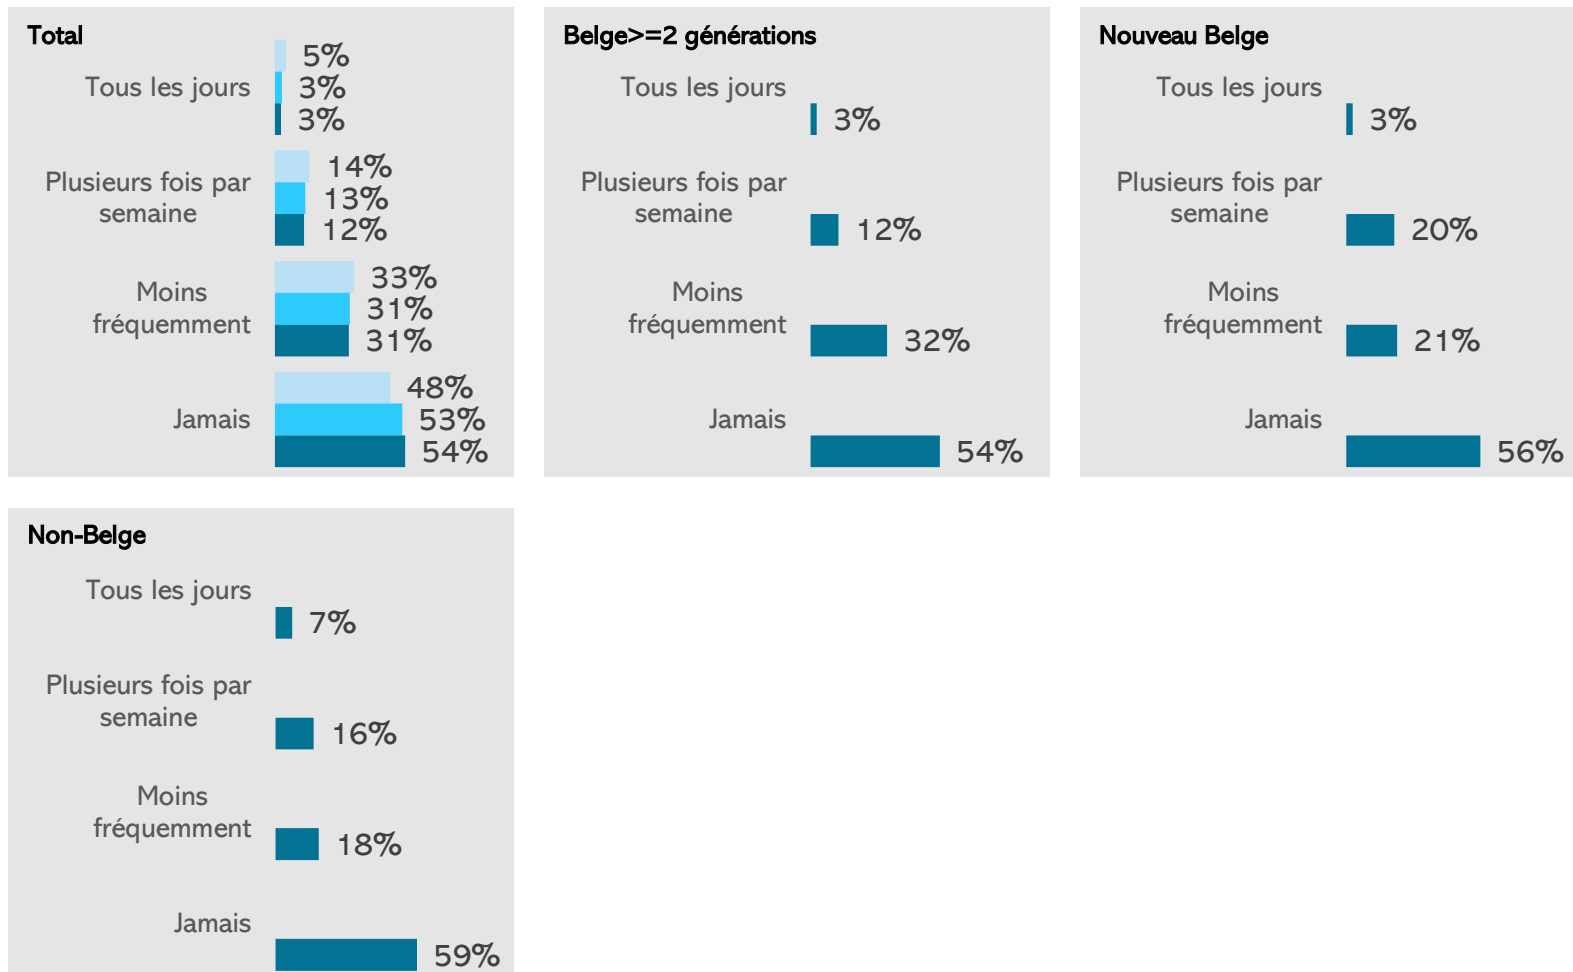 Total
5%
Tous les jours
3%
3%
14%
Plusieurs fois par
13%
semaine
12%
33%
Moins
31%
fréquemment
31%
48%
Jamais
53%
54%
Belge>=2 générations
Tous les jours
3%
Plusieurs fois par
semaine
12%
Moins
fréquemment
32%
Jamais
54%
Nouveau Belge
Tous les jours
3%
Plusieurs fois par
semaine
20%
Moins
fréquemment
21%
Jamais
56%
Non-Belge
Tous les jours
7%
Plusieurs fois par
semaine
16%
Moins
fréquemment
18%
Jamais
59%